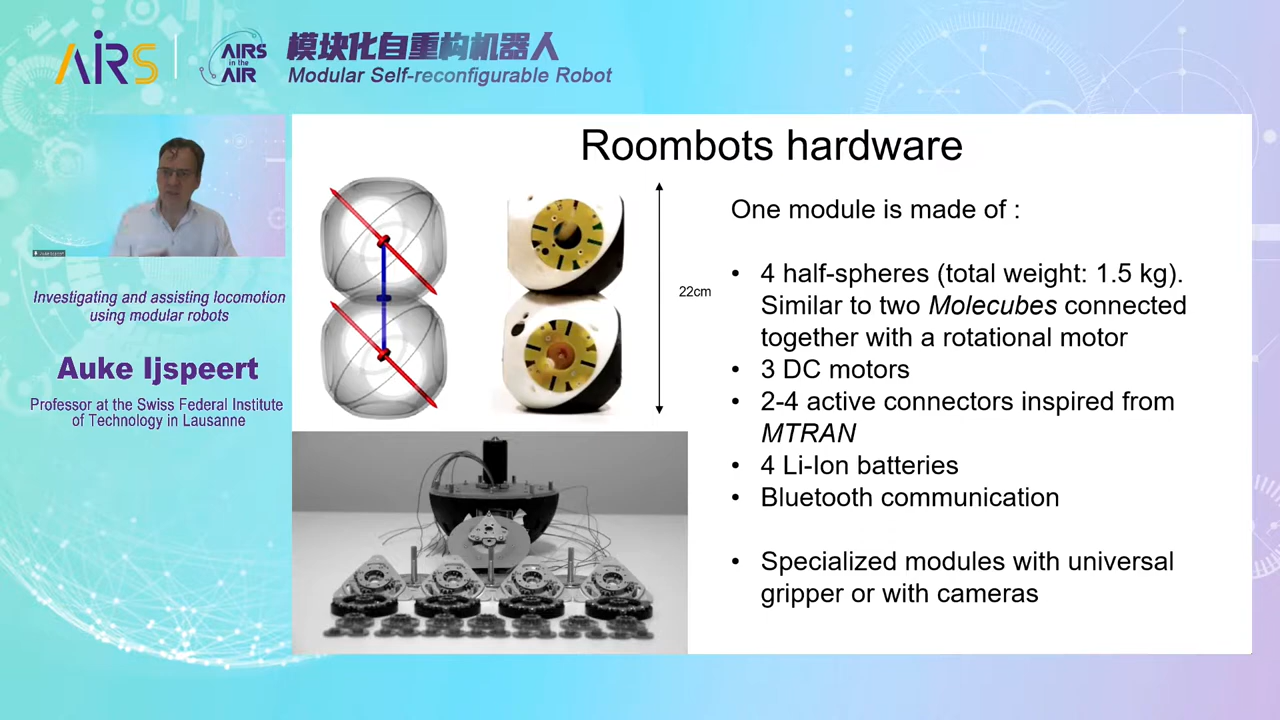 AIRS
AIRS
in the
AIR
模块化自重构机器人
Modular Self-reconfigurable Robot
Roombots hardware
22cm
One module is made of :
• 4 half-spheres (total weight: 1.5 kg).
Similar to two Molecubes connected
together with a rotational motor
• 3 DC motors
• 2-4 active connectors inspired from
MTRAN
• 4 Li-Ion batteries
• Bluetooth communication
• Specialized modules with universal
gripper or with cameras
Investigating and assisting locomotion
using modular robots
Auke Ijspeert
Professor at the Swiss Federal Institute
of Technology in Lausanne